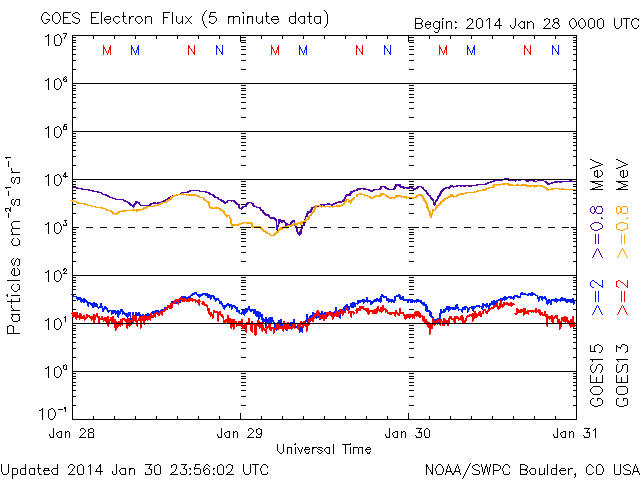 GOES Electron Flux (5 minute data)
Begin: 2014 Jan 28 0000 UTC
10⁷
10⁶
10⁵
10⁴
10³
10²
10¹
10⁰
10⁻¹
Particles cm⁻²s⁻¹sr⁻¹
M M N N M M N N M M N N
Jan 28 Jan 29 Jan 30 Jan 31
Universal Time
GOES15 >=2 >=0.8 MeV
GOES13 >=2 >=0.8 MeV
Updated 2014 Jan 30 23:56:02 UTC
NOAA/SWPC Boulder, CO USA